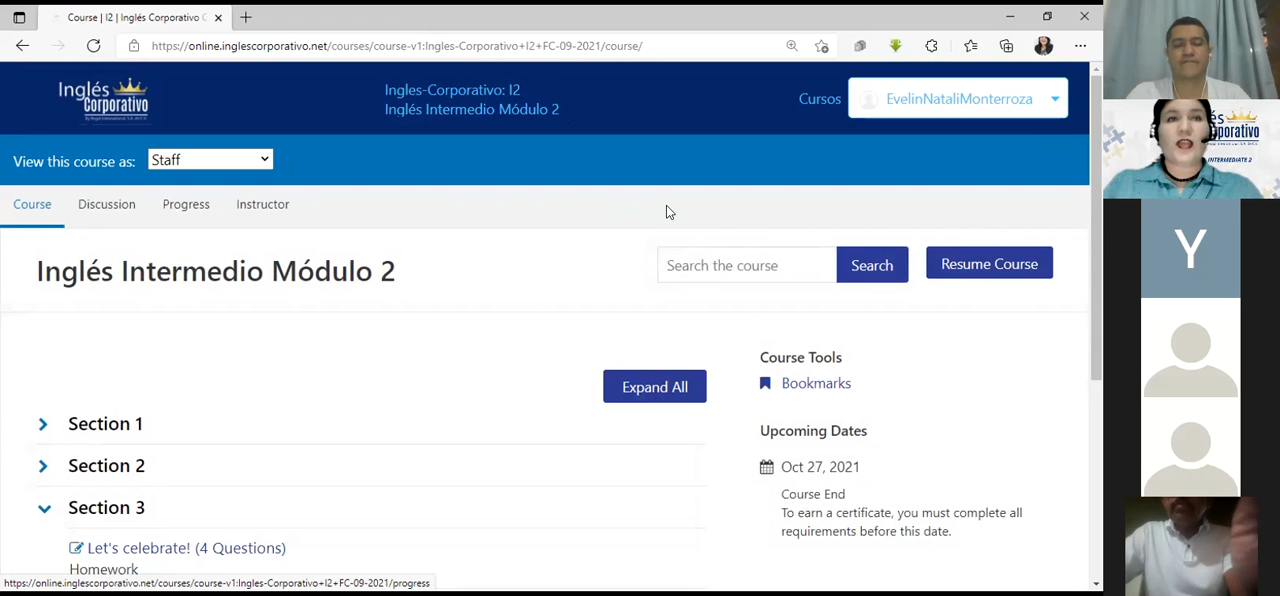 Course | I2 | Inglés Corporativo
https://online.inglescorporativo.net/courses/course-v1:Ingles-Corporativo+I2+FC-09-2021/course/
Inglés
Corporativo
Ingles-Corporativo: I2
Inglés Intermedio Módulo 2
Cursos
EvelinNataliMonterroza
View this course as:
Staff
Course
Discussion
Progress
Instructor
Inglés Intermedio Módulo 2
Search the course
Search
Resume Course
Expand All
Section 1
Section 2
Section 3
Let's celebrate! (4 Questions)
Homework
Course Tools
Bookmarks
Upcoming Dates
Oct 27, 2021
Course End
To earn a certificate, you must complete all
requirements before this date.
https://online.inglescorporativo.net/courses/course-v1:Ingles-Corporativo+I2+FC-09-2021/progress
INTERMEDIATE 2
Y